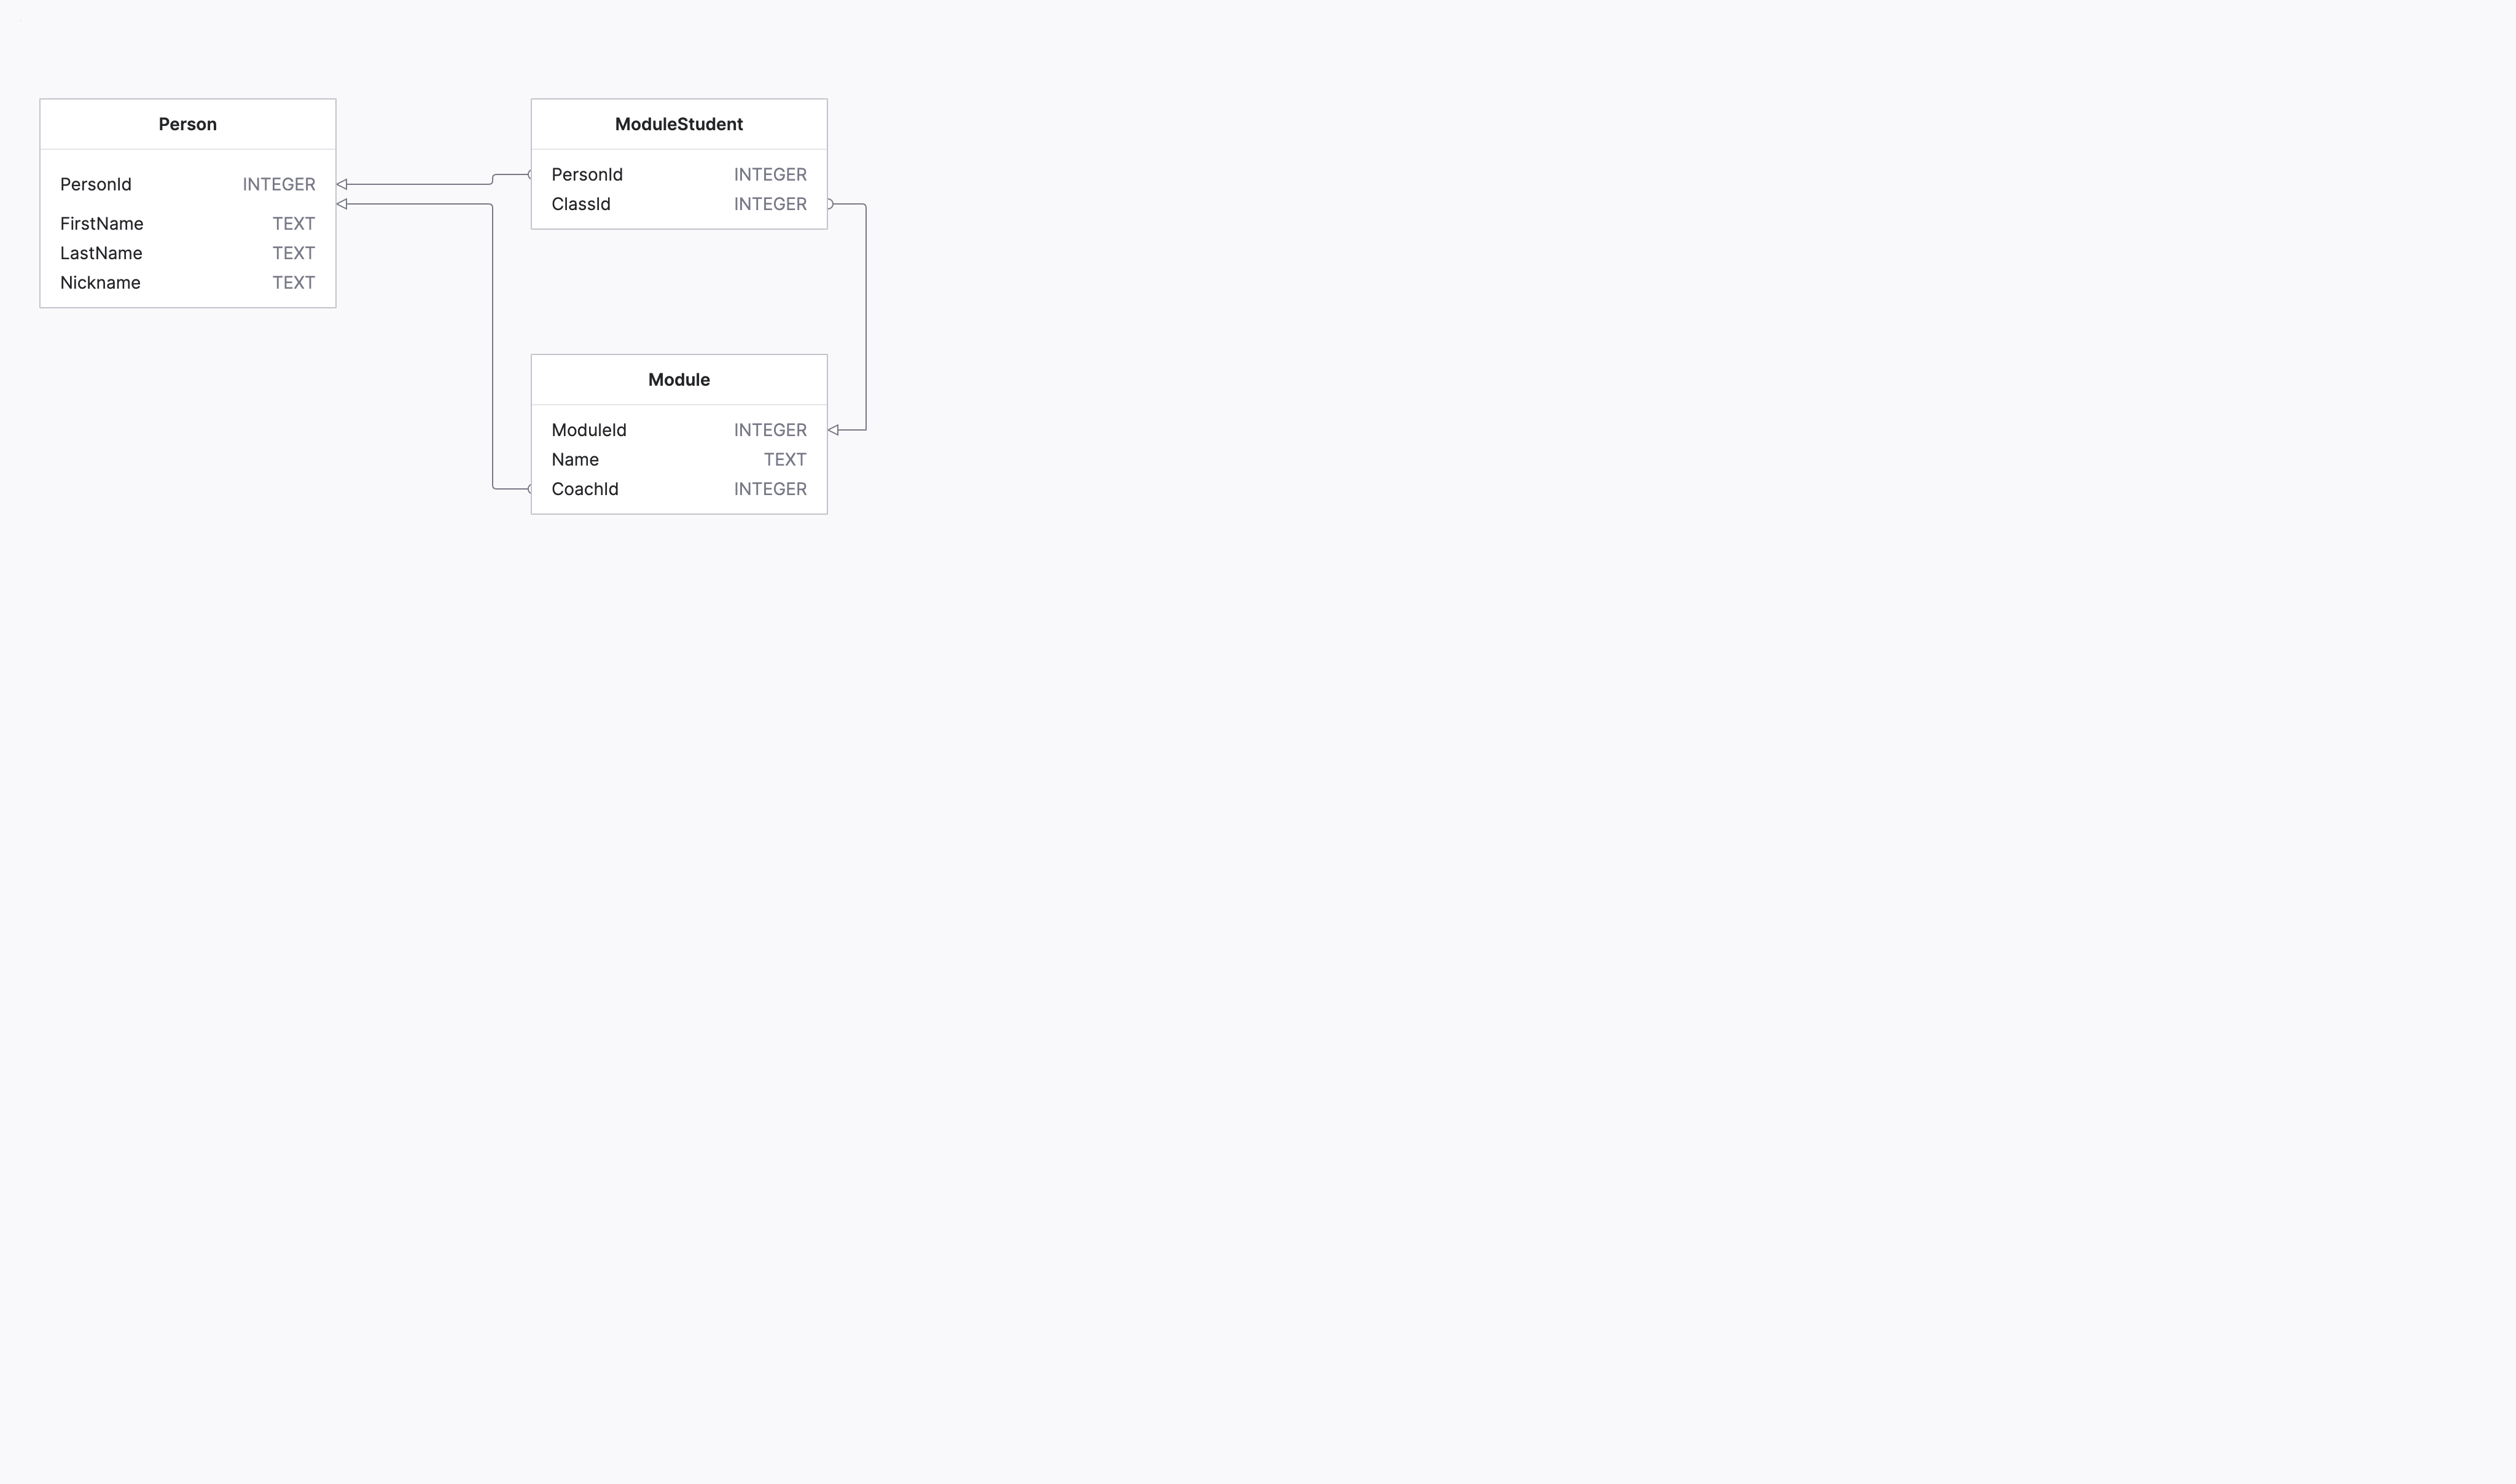 Person
PersonId INTEGER
FirstName TEXT
LastName TEXT
Nickname TEXT
ModuleStudent
PersonId INTEGER
ClassId INTEGER
Module
ModuleId INTEGER
Name TEXT
CoachId INTEGER